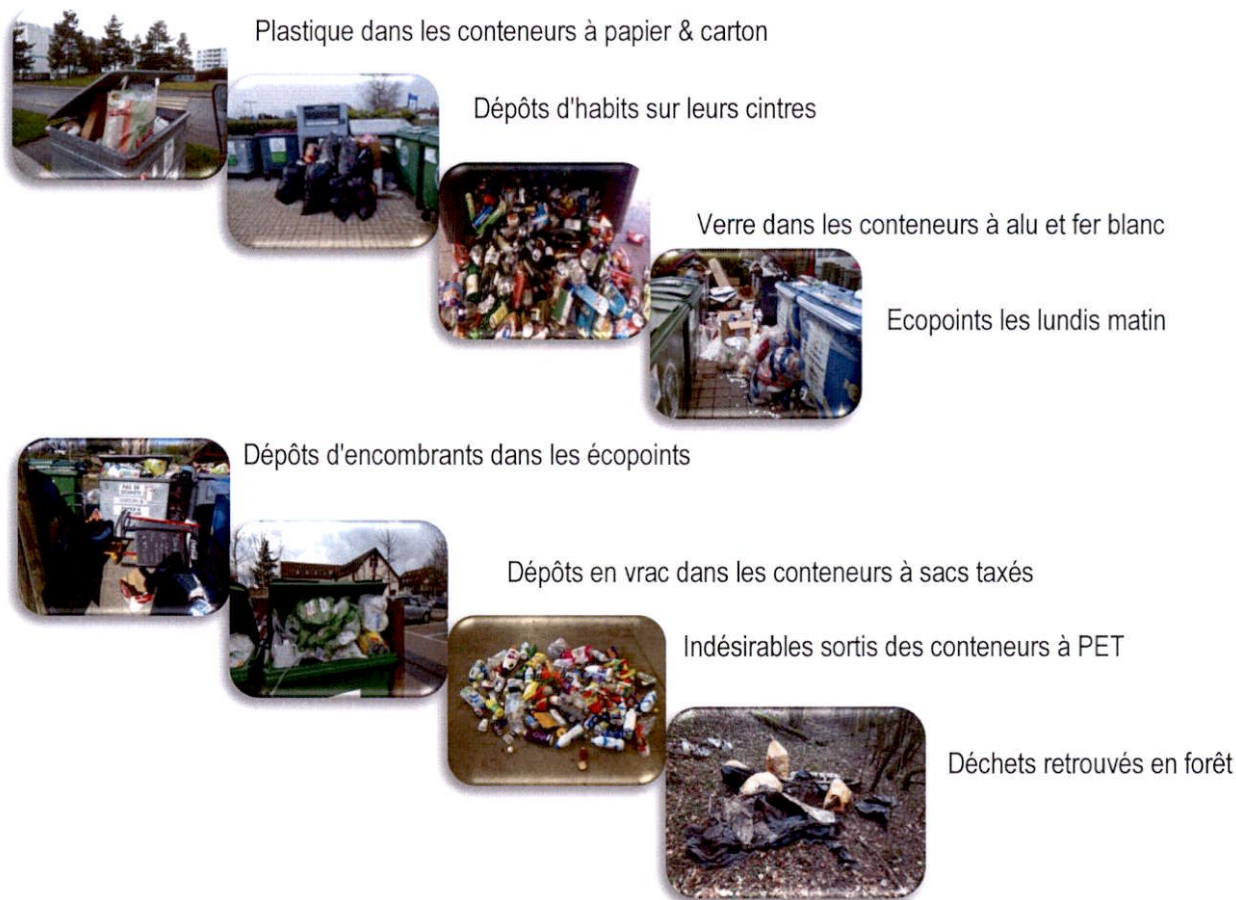 Plastique dans les conteneurs à papier & carton
Dépôts d'habits sur leurs cintres
Verre dans les conteneurs à alu et fer blanc
Ecopoints les lundis matin
Dépôts d'encombrants dans les écopoints
Dépôts en vrac dans les conteneurs à sacs taxés
Indésirables sortis des conteneurs à PET
Déchets retrouvés en forêt